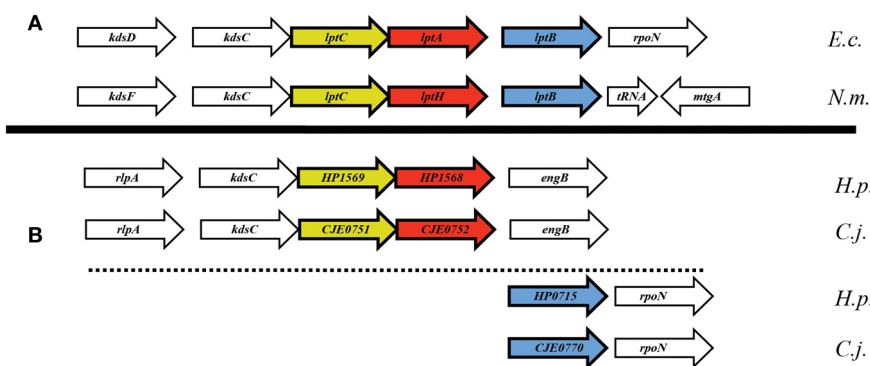 A
kdsD kdsC lptC lptA lptB rpoN E.c.
kdsF kdsC lptC lptH lptB tRNA mtgA N.m.
rlpA kdsC HP1569 HP1568 engB H.p.
B
rlpA kdsC CJE0751 CJE0752 engB C.j.
HP0715 rpoN H.p.
CJE0770 rpoN C.j.